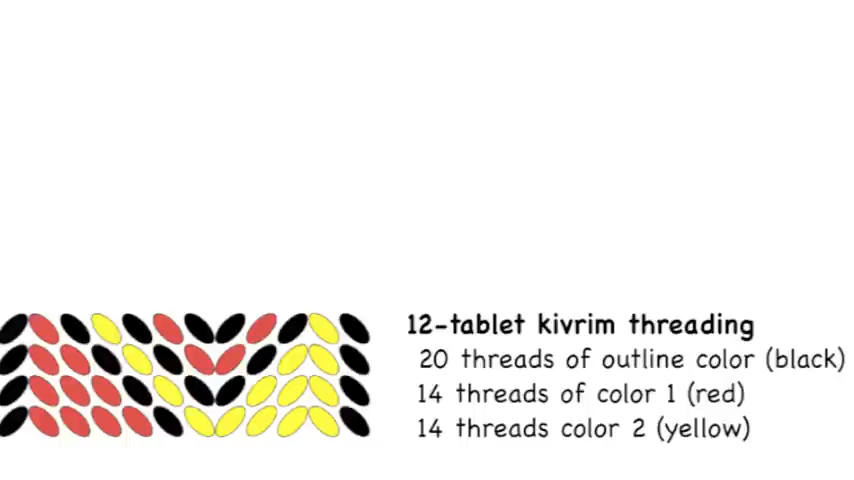 12-tablet kivrim threading
20 threads of outline color (black)
14 threads of color 1 (red)
14 threads color 2 (yellow)